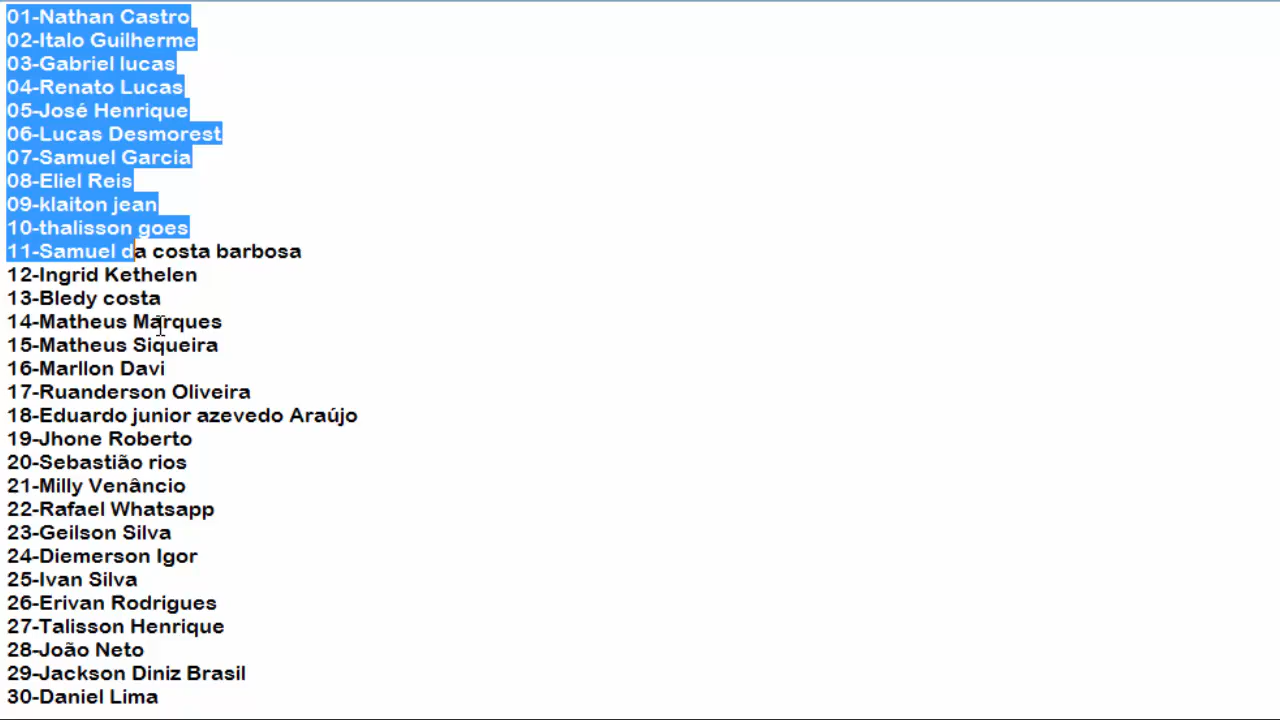 01-Nathan Castro
02-Italo Guilherme
03-Gabriel lucas
04-Renato Lucas
05-José Henrique
06-Lucas Desmorest
07-Samuel Garcia
08-Eliel Reis
09-klaiton jean
10-thalisson goes
11-Samuel da costa barbosa
12-Ingrid Kethelen
13-Bledy costa
14-Matheus Marques
15-Matheus Siqueira
16-Marllon Davi
17-Ruanderson Oliveira
18-Eduardo junior azevedo Araújo
19-Jhone Roberto
20-Sebastião rios
21-Milly Venâncio
22-Rafael Whatsapp
23-Geilson Silva
24-Diemerson Igor
25-Ivan Silva
26-Erivan Rodrigues
27-Talisson Henrique
28-João Neto
29-Jackson Diniz Brasil
30-Daniel Lima